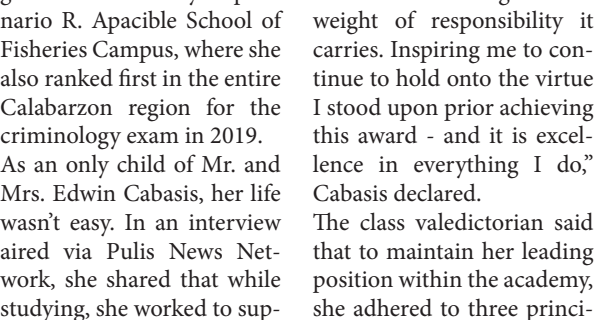 nario R. Apacible School of
Fisheries Campus, where she
also ranked first in the entire
Calabarzon region for the
criminology exam in 2019.
As an only child of Mr. and
Mrs. Edwin Cabasis, her life
wasn’t easy. In an interview
aired via Pulis News Net-
work, she shared that while
studying, she worked to sup-
weight of responsibility it
carries. Inspiring me to con-
tinue to hold onto the virtue
I stood upon prior achieving
this award - and it is excel-
lence in everything I do,”
Cabasis declared.
The class valedictorian said
that to maintain her leading
position within the academy,
she adhered to three princi-